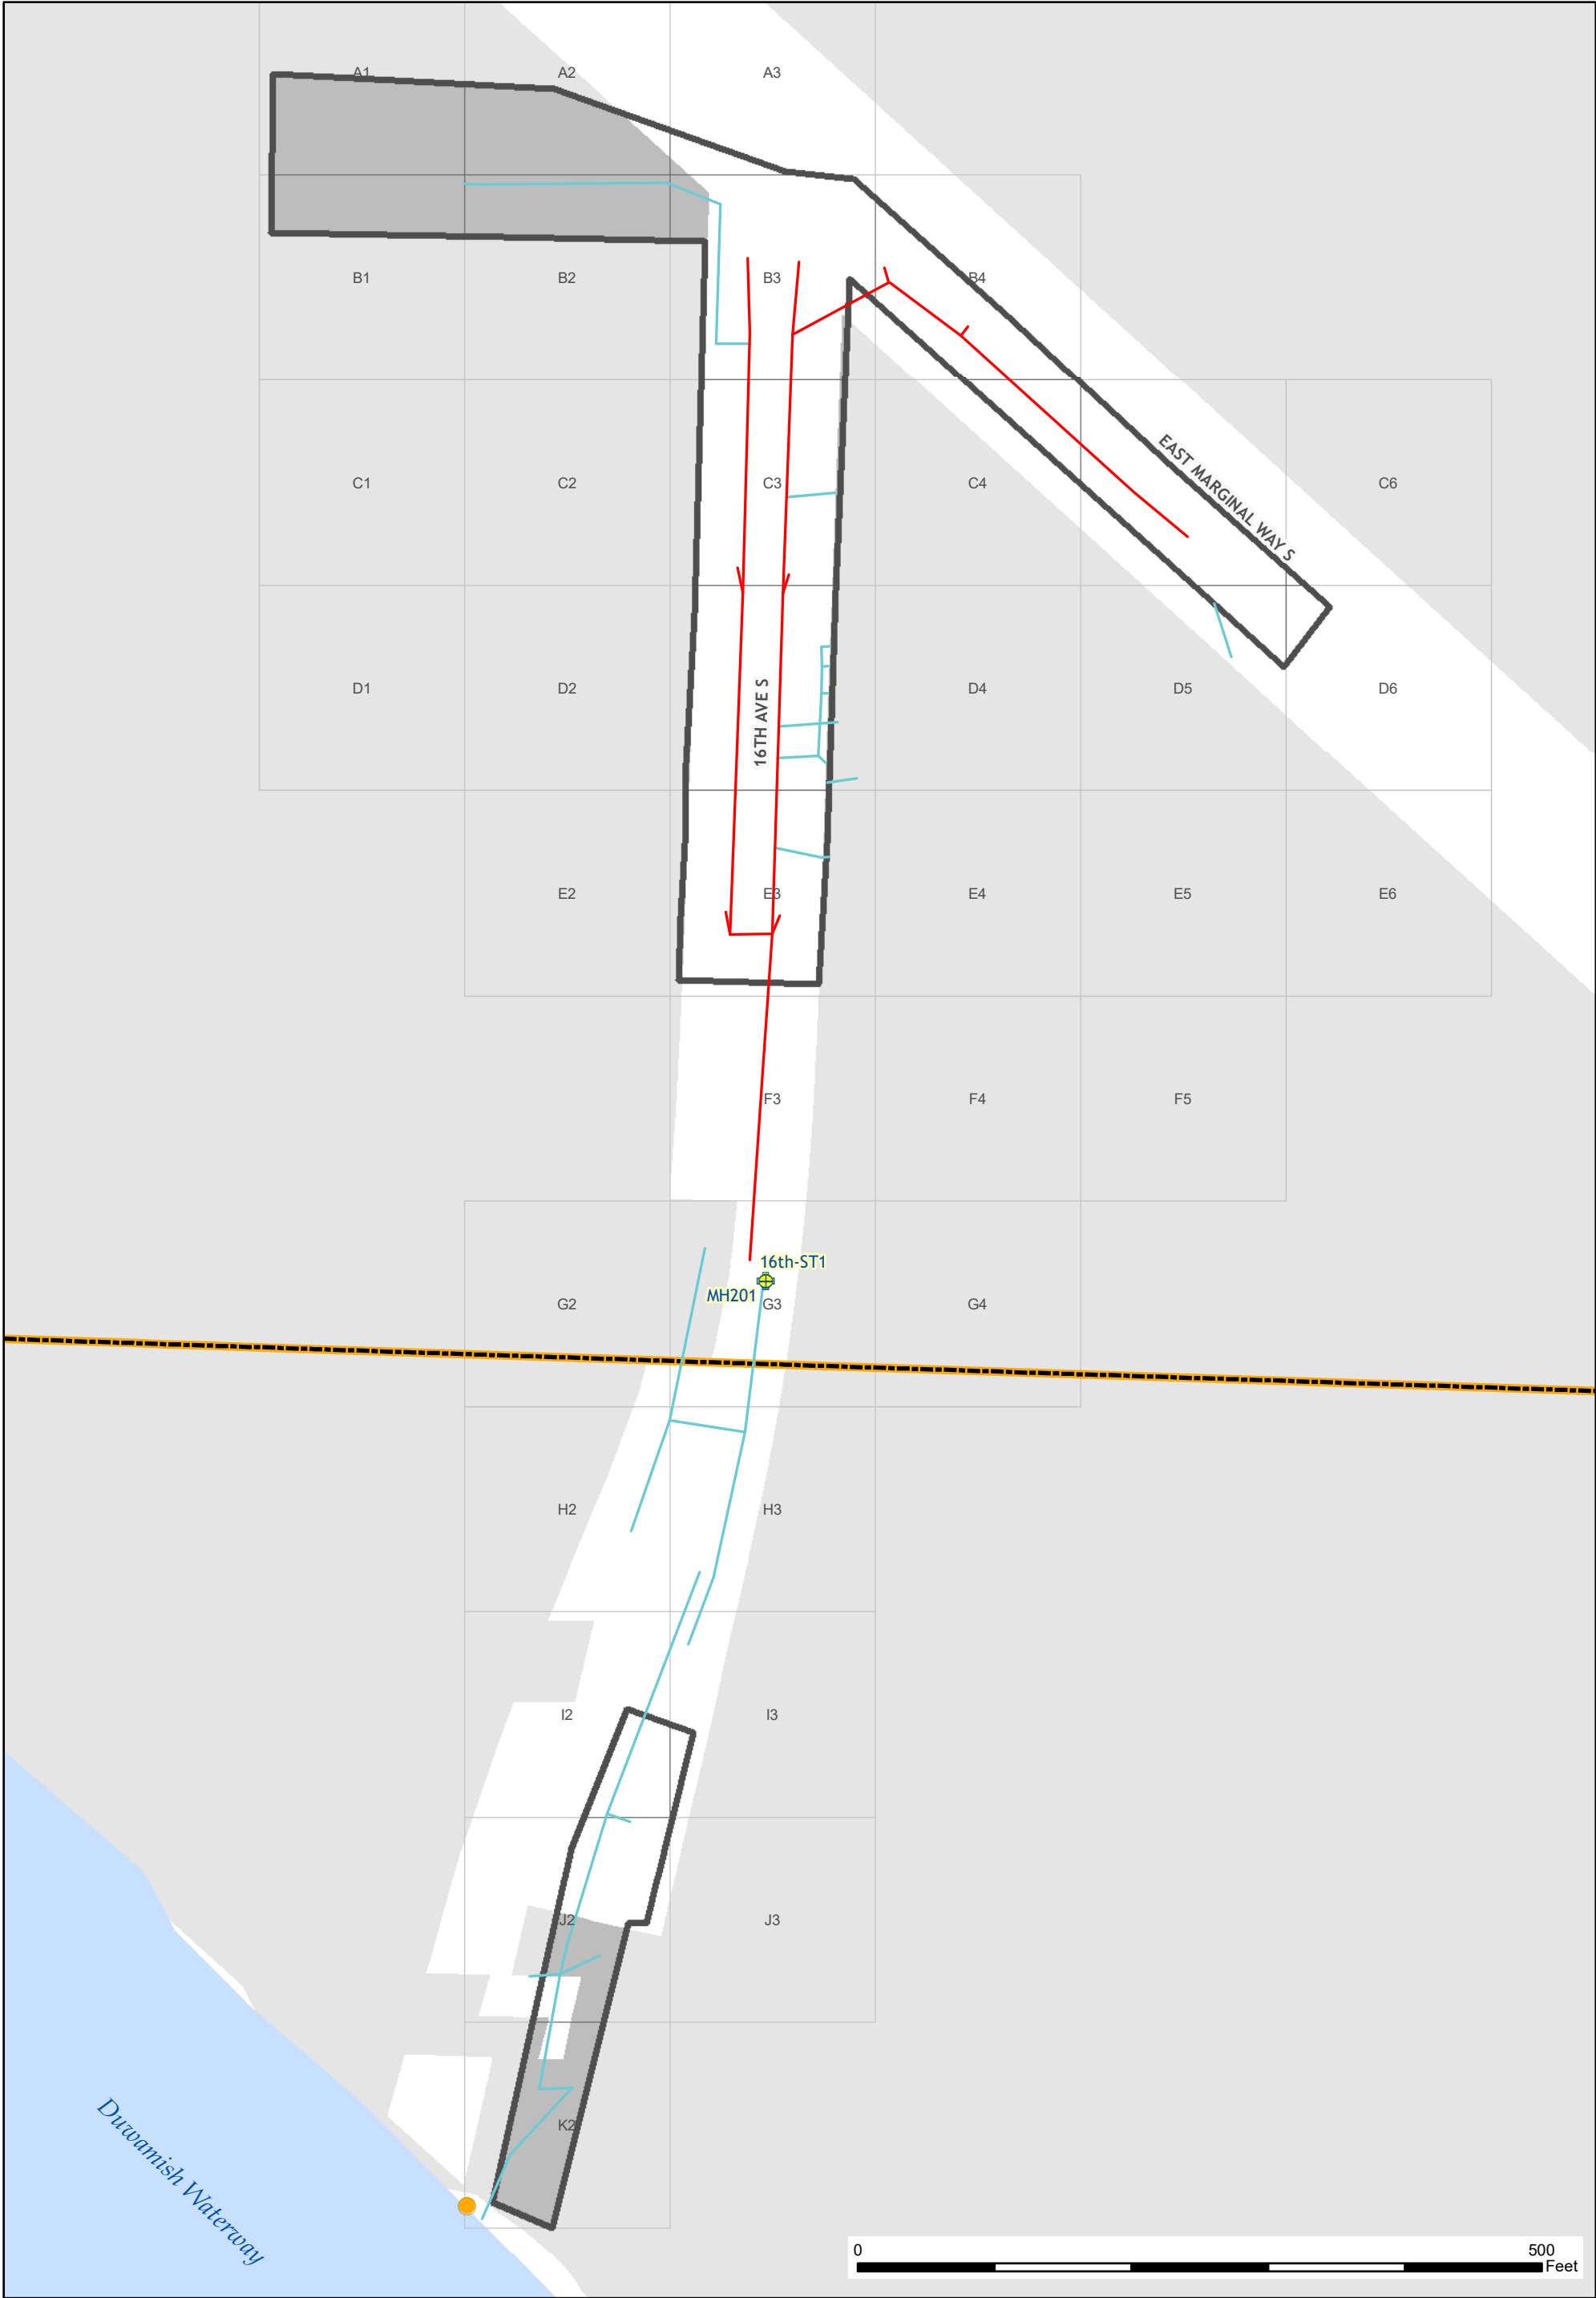 A1
A2
A3
B1
B2
B3
B4
EAST MARGINAL WAY S
C1
C2
C3
C4
C6
D1
D2
16TH AVE S
D4
D5
D6
E2
E3
E4
E5
E6
F3
F4
F5
16th-ST1
MH201
G2
G3
G4
H2
H3
I2
I3
J2
J3
K2
Duwamish Waterway
0
500
Feet